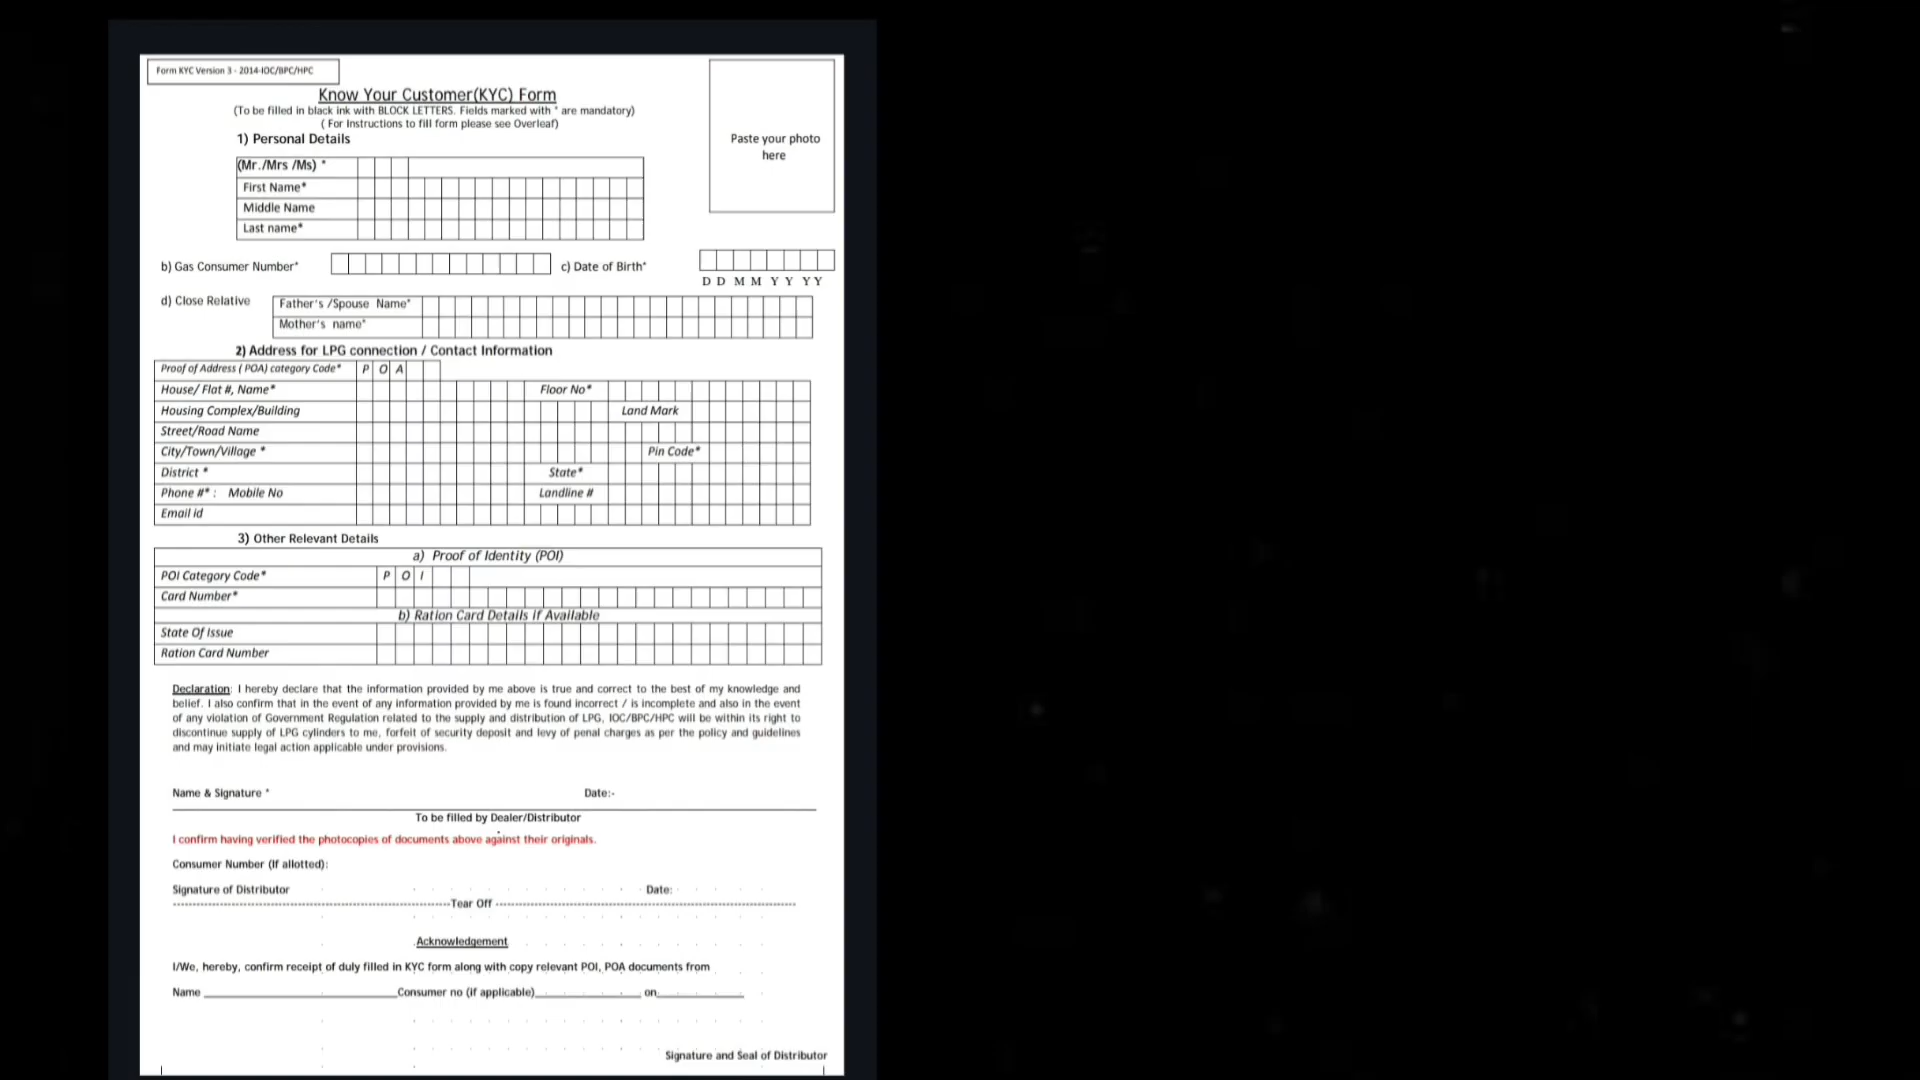 Form KYC Version 3 - 2014-IOC/BPC/HPC
Know Your Customer(KYC) Form
(To be filled in black ink with BLOCK LETTERS. Fields marked with * are mandatory)
( For Instructions to fill form please see Overleaf)
Paste your photo
here
1) Personal Details
(Mr./Mrs /Ms) *
First Name*
Middle Name
Last name*
b) Gas Consumer Number* c) Date of Birth*
D D M M Y Y Y Y
d) Close Relative Father's /Spouse Name*
Mother's name*
2) Address for LPG connection / Contact Information
Proof of Address ( POA) category Code* P O A
House/ Flat #, Name* Floor No*
Housing Complex/Building Land Mark
Street/Road Name
City/Town/Village * Pin Code*
District * State*
Phone #* : Mobile No Landline #
Email id
3) Other Relevant Details
a) Proof of Identity (POI)
POI Category Code* P O I
Card Number*
b) Ration Card Details if Available
State Of Issue
Ration Card Number
Declaration: I hereby declare that the information provided by me above is true and correct to the best of my knowledge and
belief. I also confirm that in the event of any information provided by me is found incorrect / is incomplete and also in the event
of any violation of Government Regulation related to the supply and distribution of LPG, IOC/BPC/HPC will be within its right to
discontinue supply of LPG cylinders to me, forfeit of security deposit and levy of penal charges as per the policy and guidelines
and may initiate legal action applicable under provisions.
Name & Signature * Date:-
To be filled by Dealer/Distributor
I confirm having verified the photocopies of documents above against their originals.
Consumer Number (If allotted):
Signature of Distributor Date:
Tear Off
Acknowledgement
I/We, hereby, confirm receipt of duly filled in KYC form along with copy relevant POI, POA documents from
Name ____ Consumer no (if applicable)____ on____
Signature and Seal of Distributor